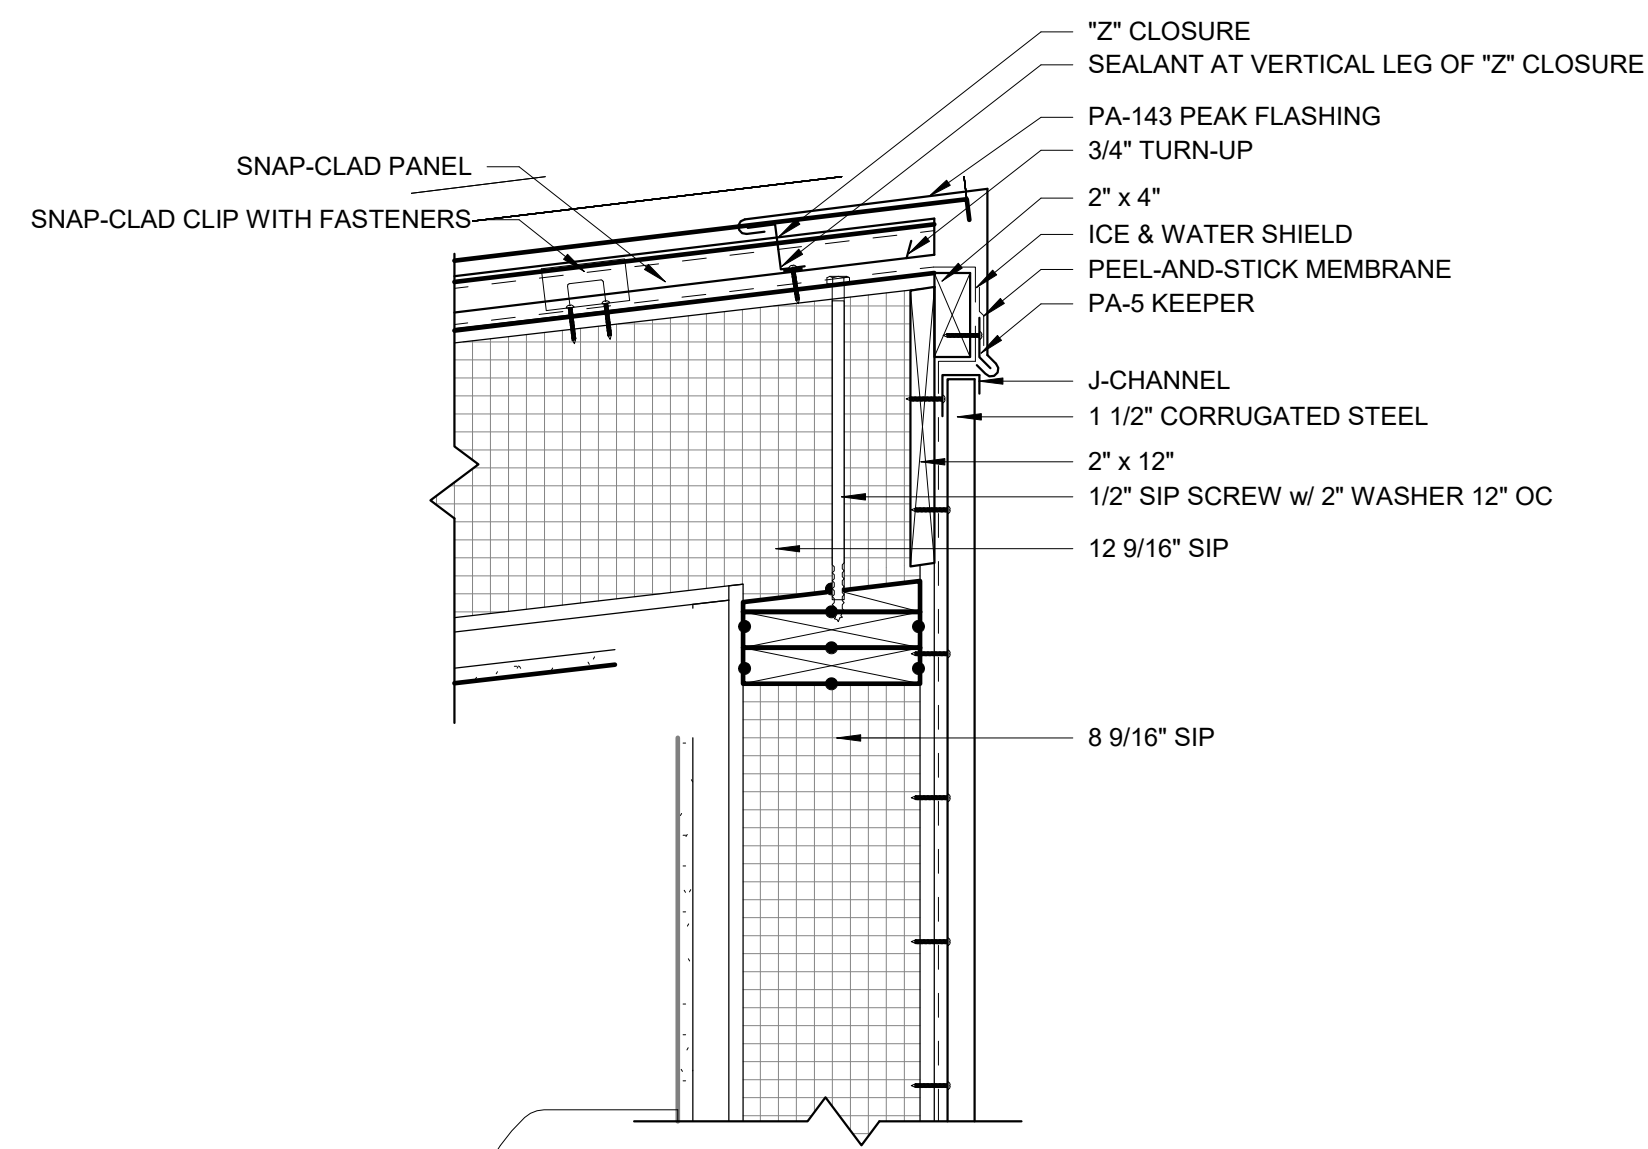 "Z" CLOSURE
SEALANT AT VERTICAL LEG OF "Z" CLOSURE
PA-143 PEAK FLASHING
3/4" TURN-UP
SNAP-CLAD PANEL
2" x 4"
SNAP-CLAD CLIP WITH FASTENERS
ICE & WATER SHIELD
PEEL-AND-STICK MEMBRANE
PA-5 KEEPER
J-CHANNEL
1 1/2" CORRUGATED STEEL
2" x 12"
1/2" SIP SCREW w/ 2" WASHER 12" OC
12 9/16" SIP
8 9/16" SIP